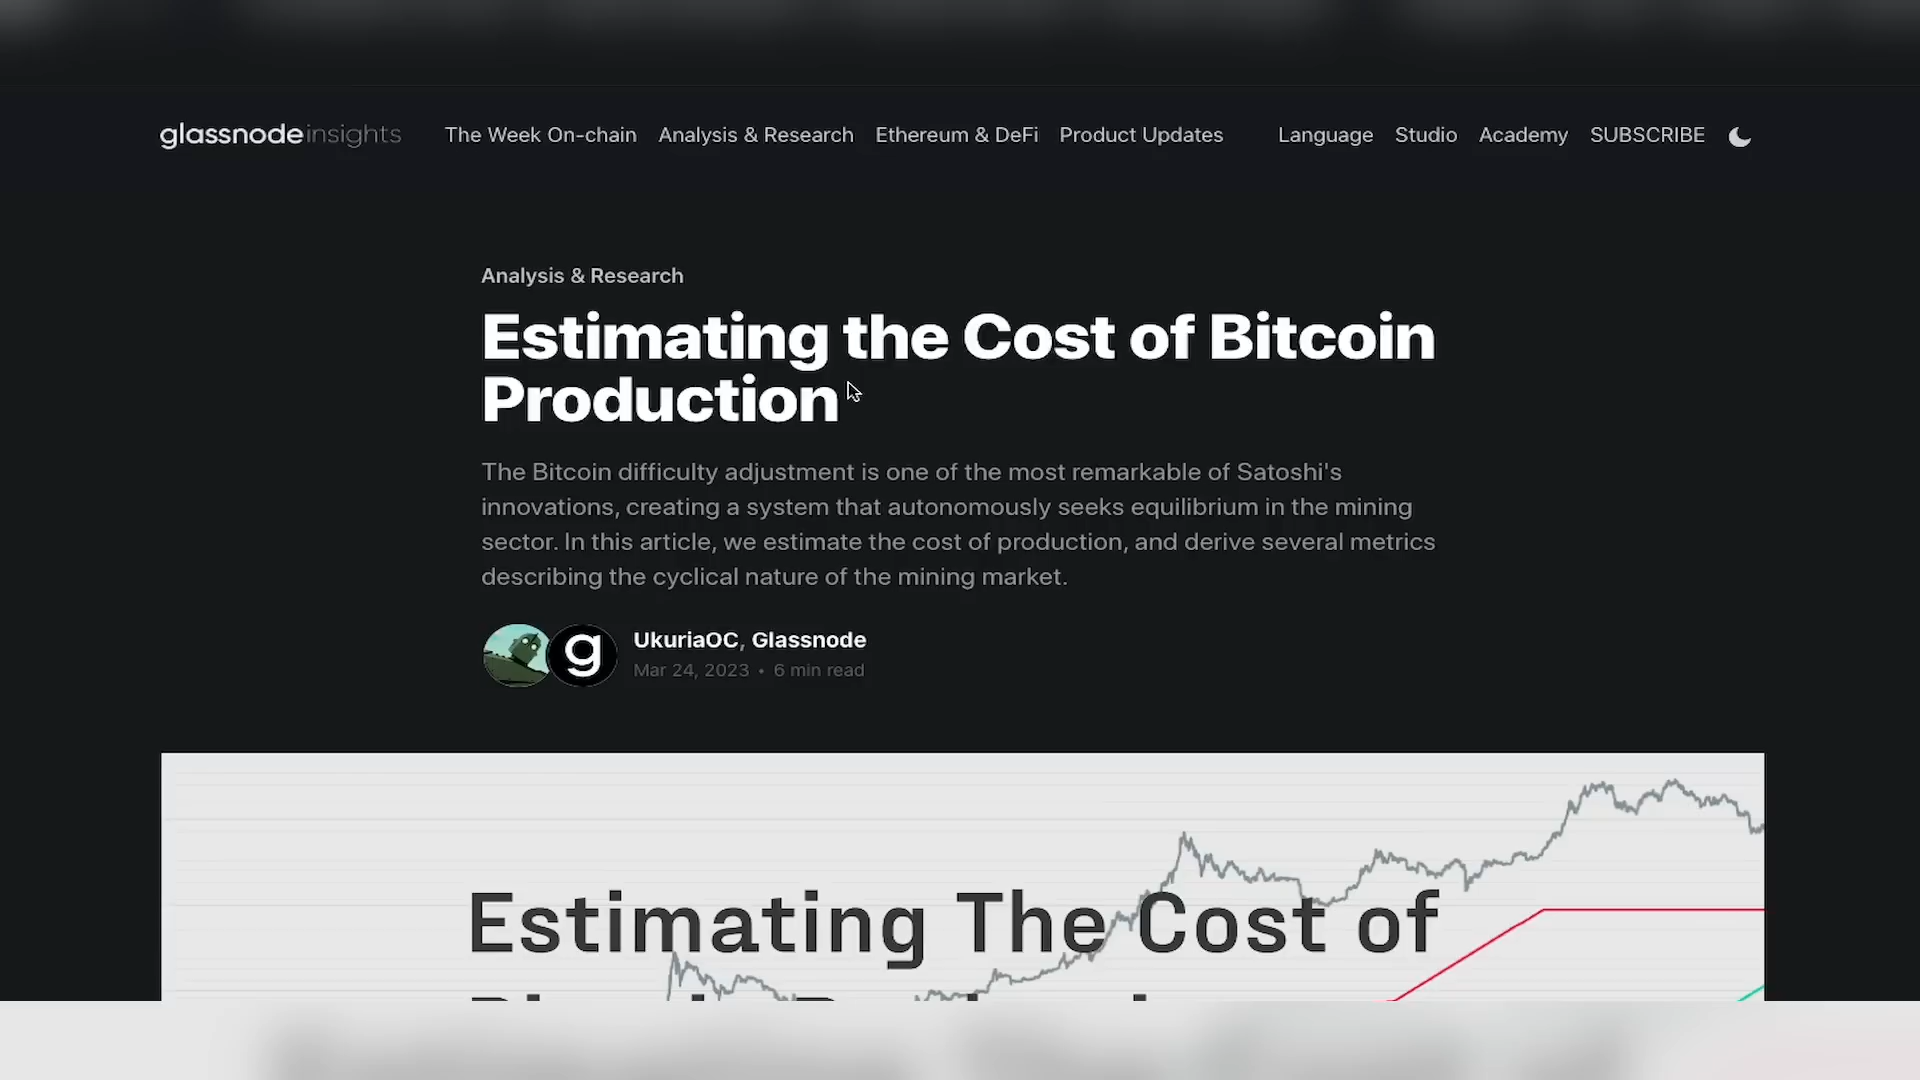 glassnodeinsights The Week On-chain Analysis & Research Ethereum & DeFi Product Updates Language Studio Academy SUBSCRIBE
Analysis & Research
Estimating the Cost of Bitcoin
Production
The Bitcoin difficulty adjustment is one of the most remarkable of Satoshi's
innovations, creating a system that autonomously seeks equilibrium in the mining
sector. In this article, we estimate the cost of production, and derive several metrics
describing the cyclical nature of the mining market.
g
UkuriaOC, Glassnode
Mar 24, 2023 • 6 min read
Estimating The Cost of